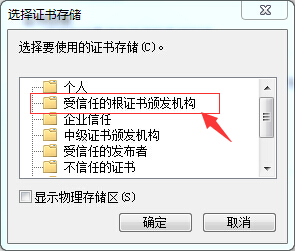 选择证书存储
选择要使用的证书存储(C)。
个人
受信任的根证书颁发机构
企业信任
中级证书颁发机构
受信任的发布者
不信任的证书
显示物理存储区(S)
确定
取消